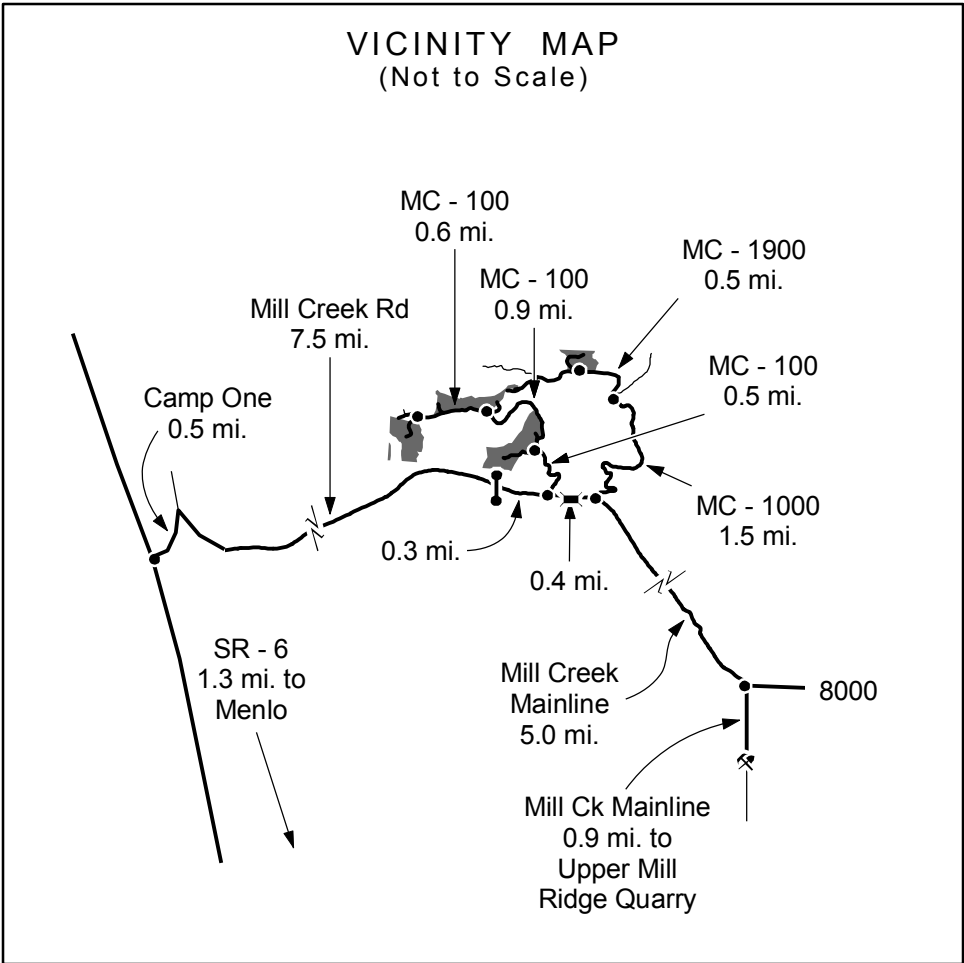 VICINITY MAP
(Not to Scale)
MC - 100
0.6 mi.
MC - 1900
0.5 mi.
MC - 100
0.9 mi.
Mill Creek Rd
7.5 mi.
MC - 100
0.5 mi.
Camp One
0.5 mi.
MC - 1000
1.5 mi.
0.3 mi.
0.4 mi.
SR - 6
1.3 mi. to
Menlo
Mill Creek
Mainline
5.0 mi.
8000
Mill Ck Mainline
0.9 mi. to
Upper Mill
Ridge Quarry